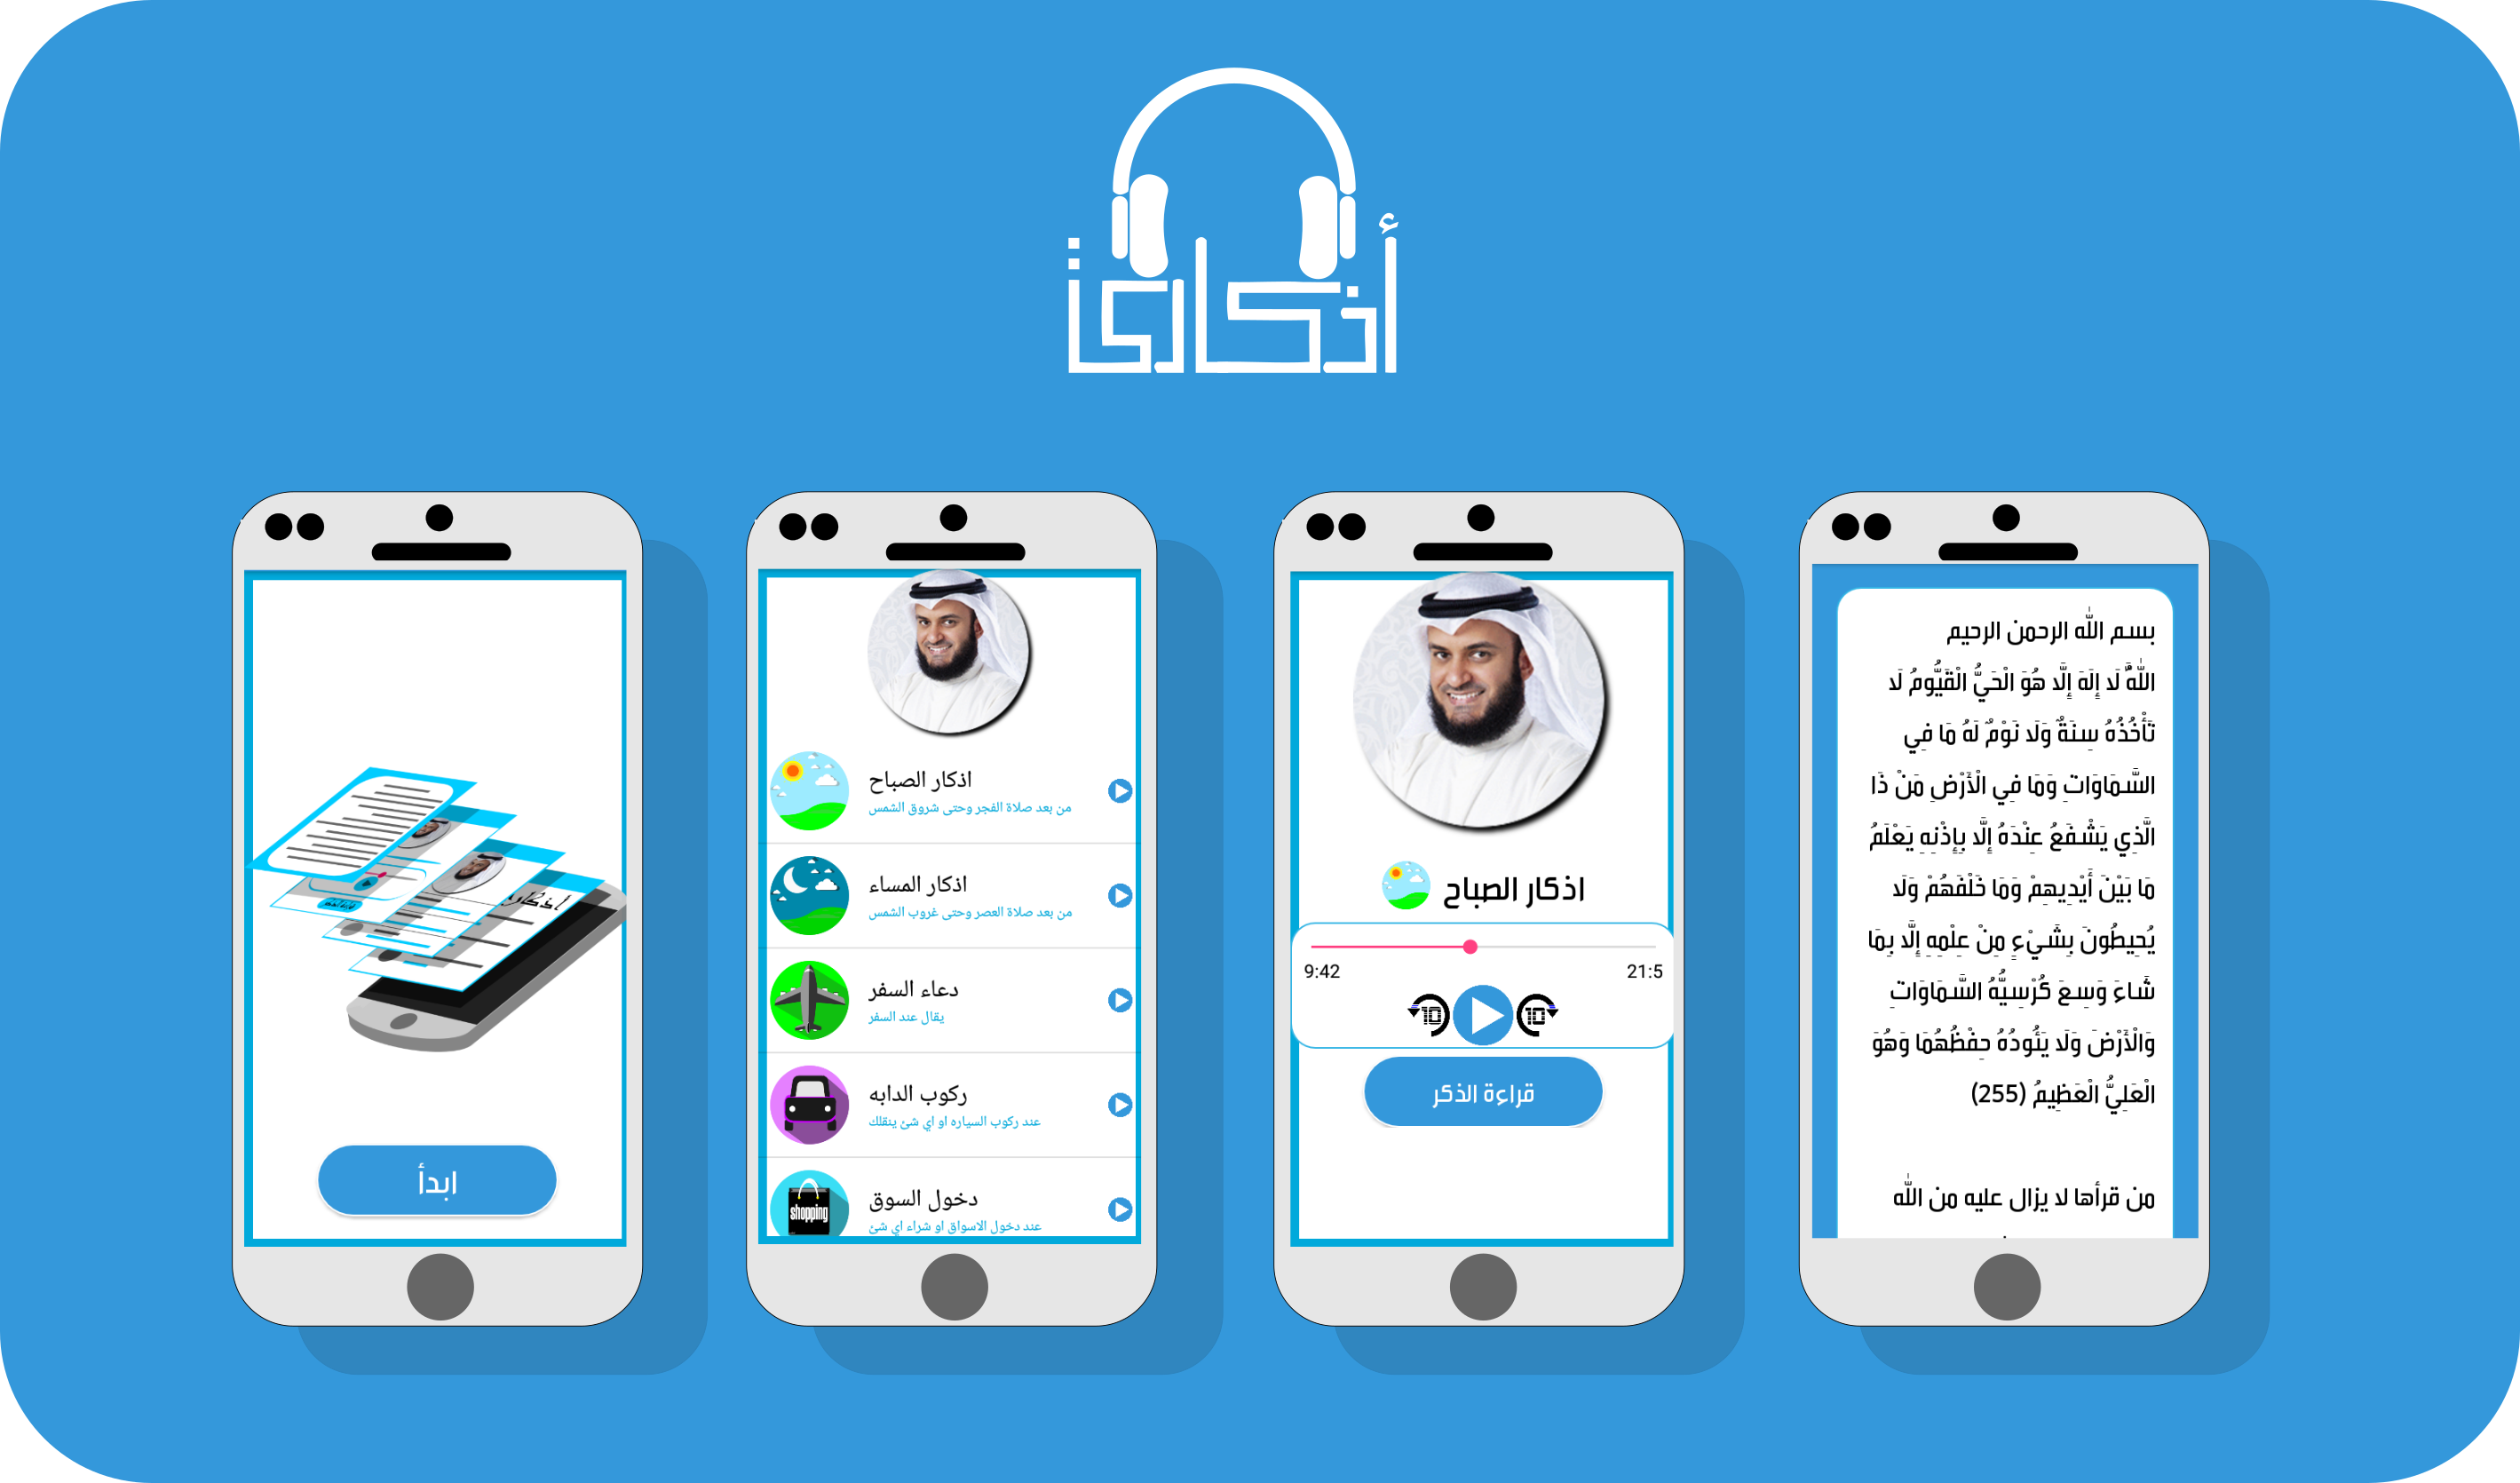 أذكاري
ابدأ
اذكار الصباح
من بعد صلاة الفجر وحتى شروق الشمس
اذكار المساء
من بعد صلاة العصر وحتى غروب الشمس
دعاء السفر
يقال عند السفر
ركوب الدابه
عند ركوب السياره او اي شئ ينقلك
shopping
دخول السوق
عند دخول الاسواق او شراء اي شئ
اذكار الصباح
9:42
21:5
10
10
قراءة الذكر
بسم الله الرحمن الرحيم
اللَّهُ لَا إِلَهَ إِلَّا هُوَ الْحَيُّ الْقَيُّومُ لَا
تَأْخُذُهُ سِنَةٌ وَلَا نَوْمٌ لَهُ مَا فِي
السَّمَاوَاتِ وَمَا فِي الْأَرْضِ مَنْ ذَا
الَّذِي يَشْفَعُ عِنْدَهُ إِلَّا بِإِذْنِهِ يَعْلَمُ
مَا بَيْنَ أَيْدِيهِمْ وَمَا خَلْفَهُمْ وَلَا
يُحِيطُونَ بِشَيْءٍ مِنْ عِلْمِهِ إِلَّا بِمَا
شَاءَ وَسِعَ كُرْسِيُّهُ السَّمَاوَاتِ
وَالْأَرْضَ وَلَا يَئُودُهُ حِفْظُهُمَا وَهُوَ
الْعَلِيُّ الْعَظِيمُ (255)
من قرأها لا يزال عليه من الله